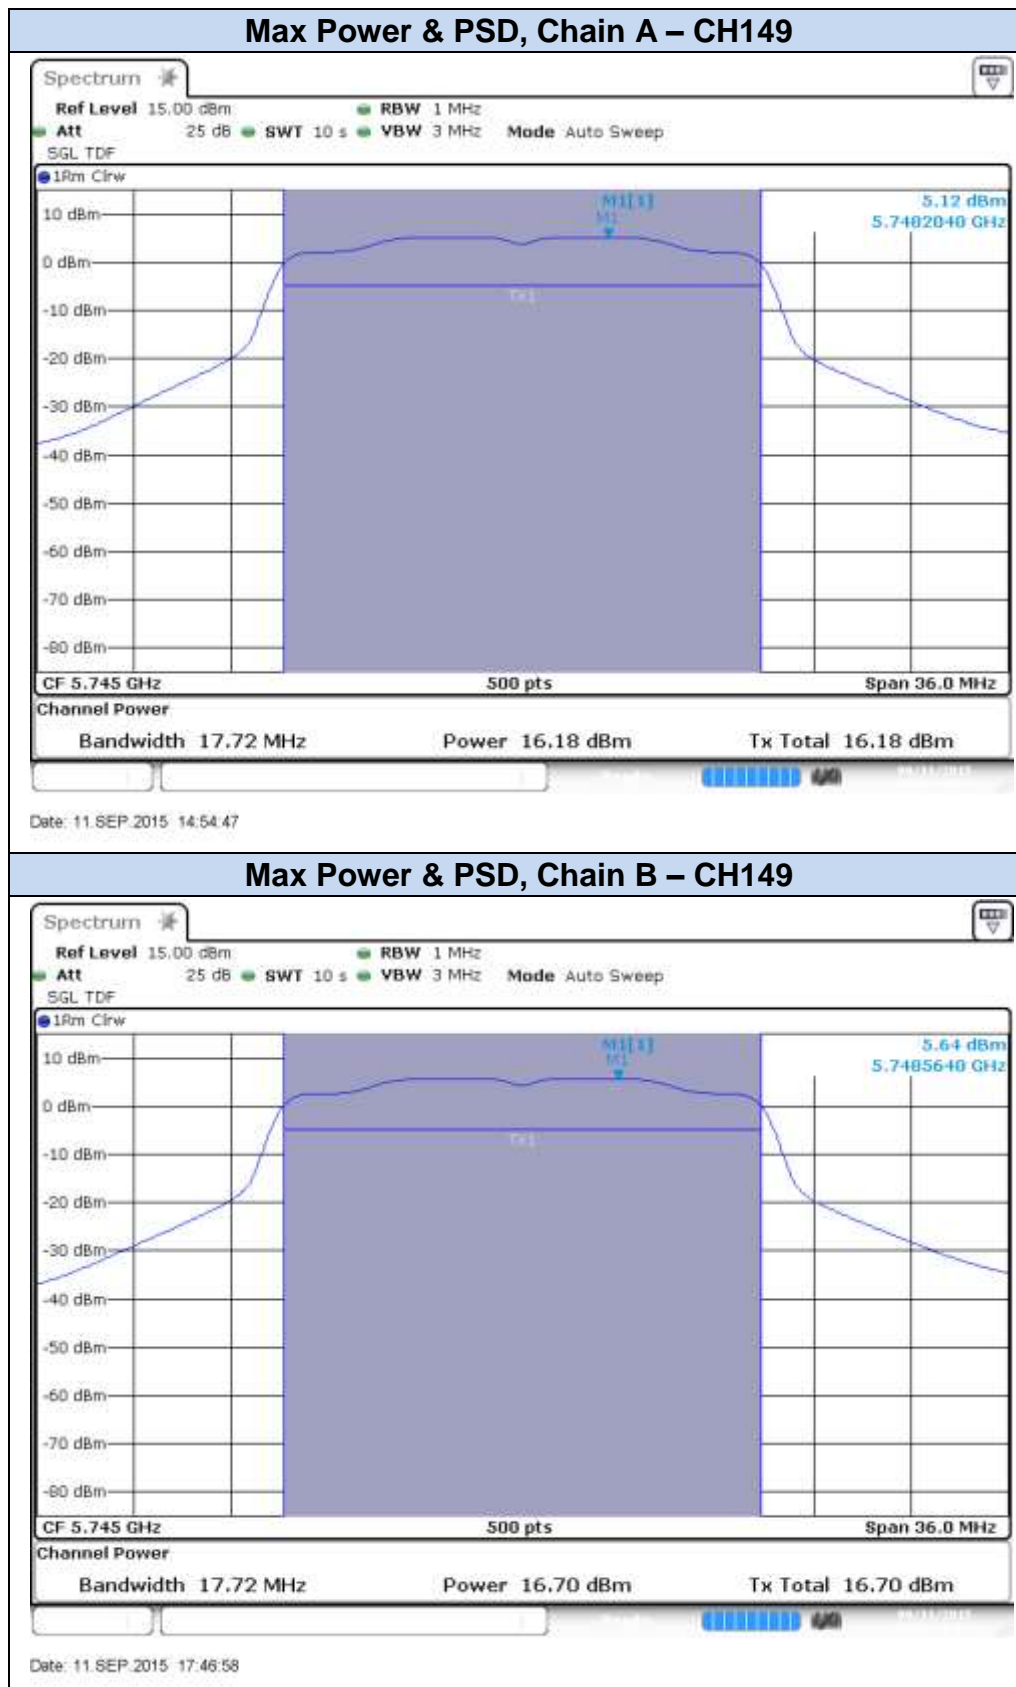 Max Power & PSD, Chain A – CH149
Spectrum
Ref Level 15.00 dBm RBW 1 MHz
Att 25 dB SWT 10 s VBW 3 MHz Mode Auto Sweep
SGL TDF
1Rm Clrw
M1[1] 5.12 dBm
5.7482040 GHz
M1
10 dBm
0 dBm
Tx1
-10 dBm
-20 dBm
-30 dBm
-40 dBm
-50 dBm
-60 dBm
-70 dBm
-80 dBm
CF 5.745 GHz 500 pts Span 36.0 MHz
Channel Power
Bandwidth 17.72 MHz Power 16.18 dBm Tx Total 16.18 dBm
Date: 11.SEP.2015 14:54:47
Max Power & PSD, Chain B – CH149
Spectrum
Ref Level 15.00 dBm RBW 1 MHz
Att 25 dB SWT 10 s VBW 3 MHz Mode Auto Sweep
SGL TDF
1Rm Clrw
M1[1] 5.64 dBm
5.7485640 GHz
M1
10 dBm
0 dBm
Tx1
-10 dBm
-20 dBm
-30 dBm
-40 dBm
-50 dBm
-60 dBm
-70 dBm
-80 dBm
CF 5.745 GHz 500 pts Span 36.0 MHz
Channel Power
Bandwidth 17.72 MHz Power 16.70 dBm Tx Total 16.70 dBm
Date: 11.SEP.2015 17:46:58